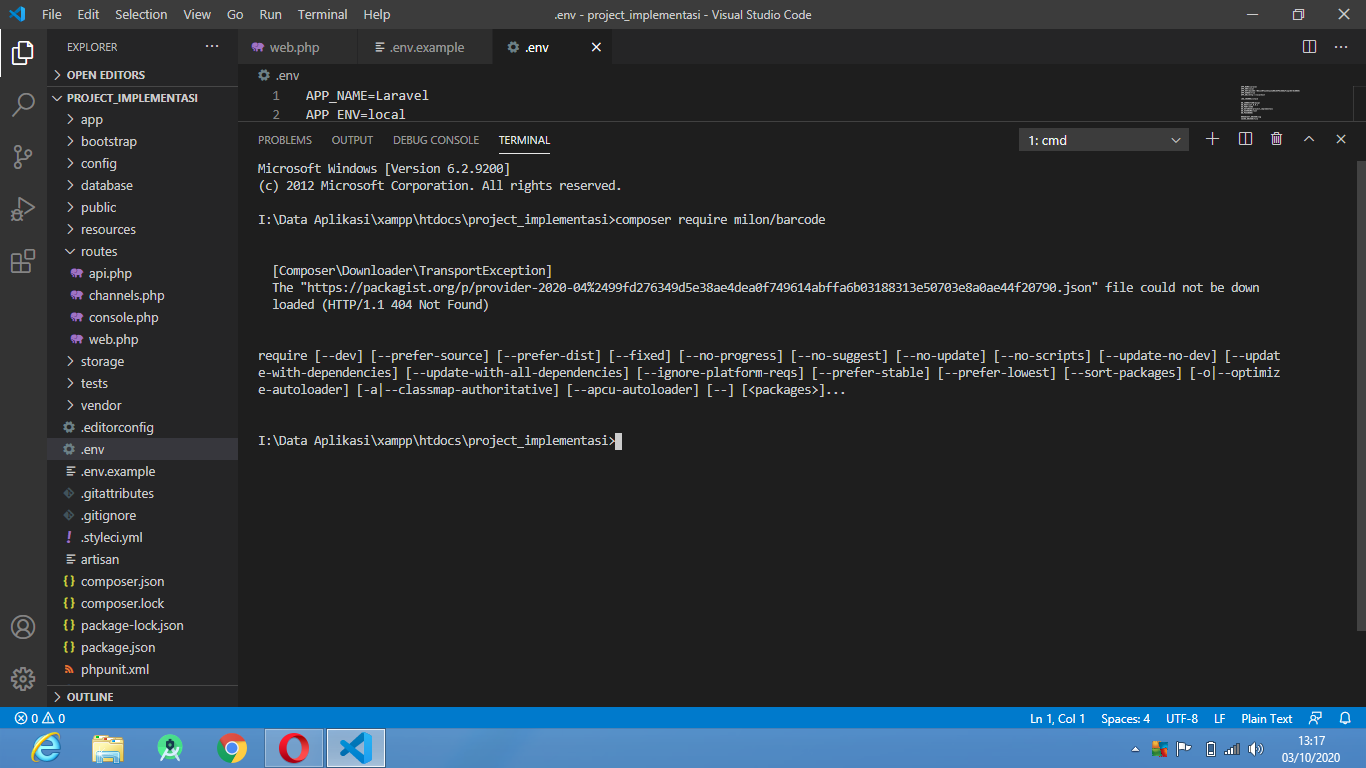 File Edit Selection View Go Run Terminal Help .env - project_implementasi - Visual Studio Code
EXPLORER
OPEN EDITORS
PROJECT_IMPLEMENTASI
app
bootstrap
config
database
public
resources
routes
api.php
channels.php
console.php
web.php
storage
tests
vendor
.editorconfig
.env
.env.example
.gitattributes
.gitignore
.styleci.yml
artisan
composer.json
composer.lock
package-lock.json
package.json
phpunit.xml
OUTLINE
web.php .env.example .env
.env
1 APP_NAME=Laravel
2 APP_ENV=local
PROBLEMS OUTPUT DEBUG CONSOLE TERMINAL 1: cmd
Microsoft Windows [Version 6.2.9200]
(c) 2012 Microsoft Corporation. All rights reserved.
I:\Data Aplikasi\xampp\htdocs\project_implementasi>composer require milon/barcode
[Composer\Downloader\TransportException]
The "https://packagist.org/p/provider-2020-04%2499fd276349d5e38ae4dea0f749614abffa6b03188313e50703e8a0ae44f20790.json" file could not be down
loaded (HTTP/1.1 404 Not Found)
require [--dev] [--prefer-source] [--prefer-dist] [--fixed] [--no-progress] [--no-suggest] [--no-update] [--no-scripts] [--update-no-dev] [--updat
e-with-dependencies] [--update-with-all-dependencies] [--ignore-platform-reqs] [--prefer-stable] [--prefer-lowest] [--sort-packages] [-o|--optimiz
e-autoloader] [-a|--classmap-authoritative] [--apcu-autoloader] [--] [<packages>]...
I:\Data Aplikasi\xampp\htdocs\project_implementasi>
0 0 Ln 1, Col 1 Spaces: 4 UTF-8 LF Plain Text
13:17
03/10/2020